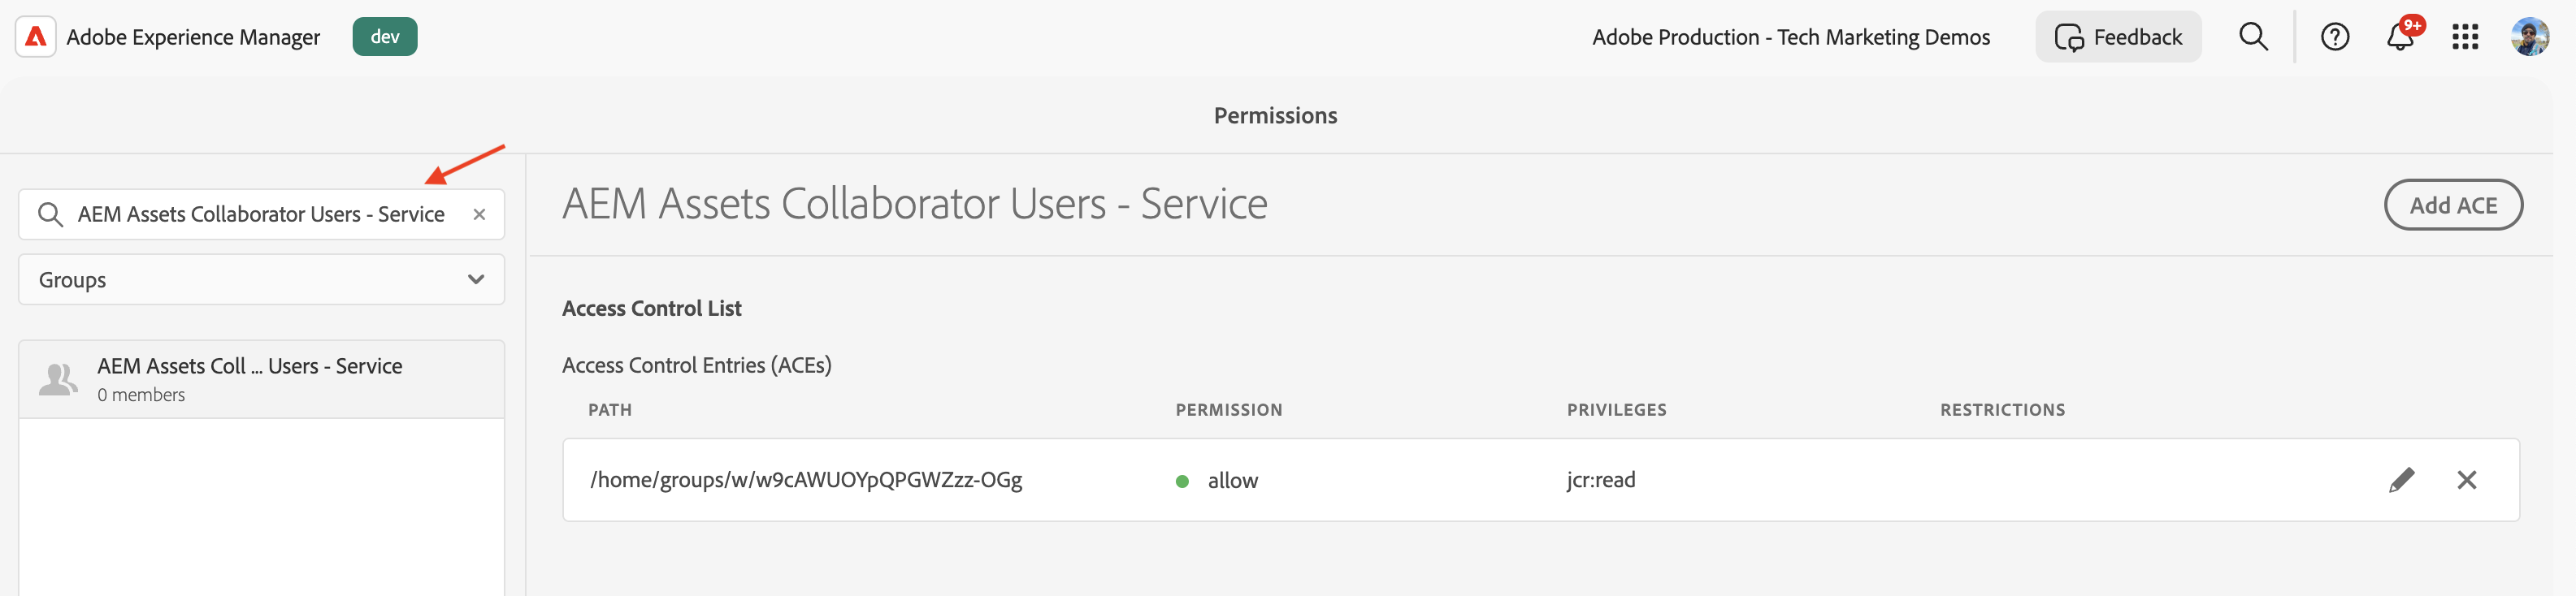 Adobe Experience Manager dev Adobe Production - Tech Marketing Demos Feedback 9+
Permissions
AEM Assets Collaborator Users - Service
AEM Assets Collaborator Users - Service Add ACE
Groups
AEM Assets Coll ... Users - Service
0 members
Access Control List
Access Control Entries (ACEs)
PATH PERMISSION PRIVILEGES RESTRICTIONS
/home/groups/w/w9cAWUOYpQPGWZzz-OGg allow jcr:read